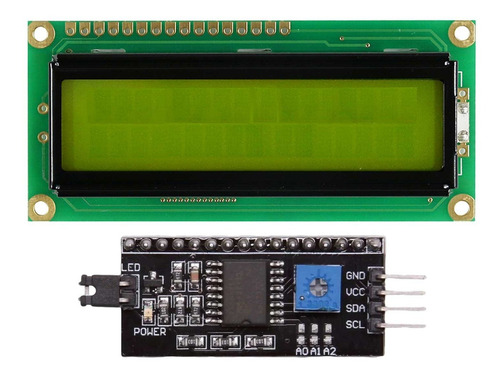 LED
GND
VCC
SDA
SCL
POWER
A0 A1 A2